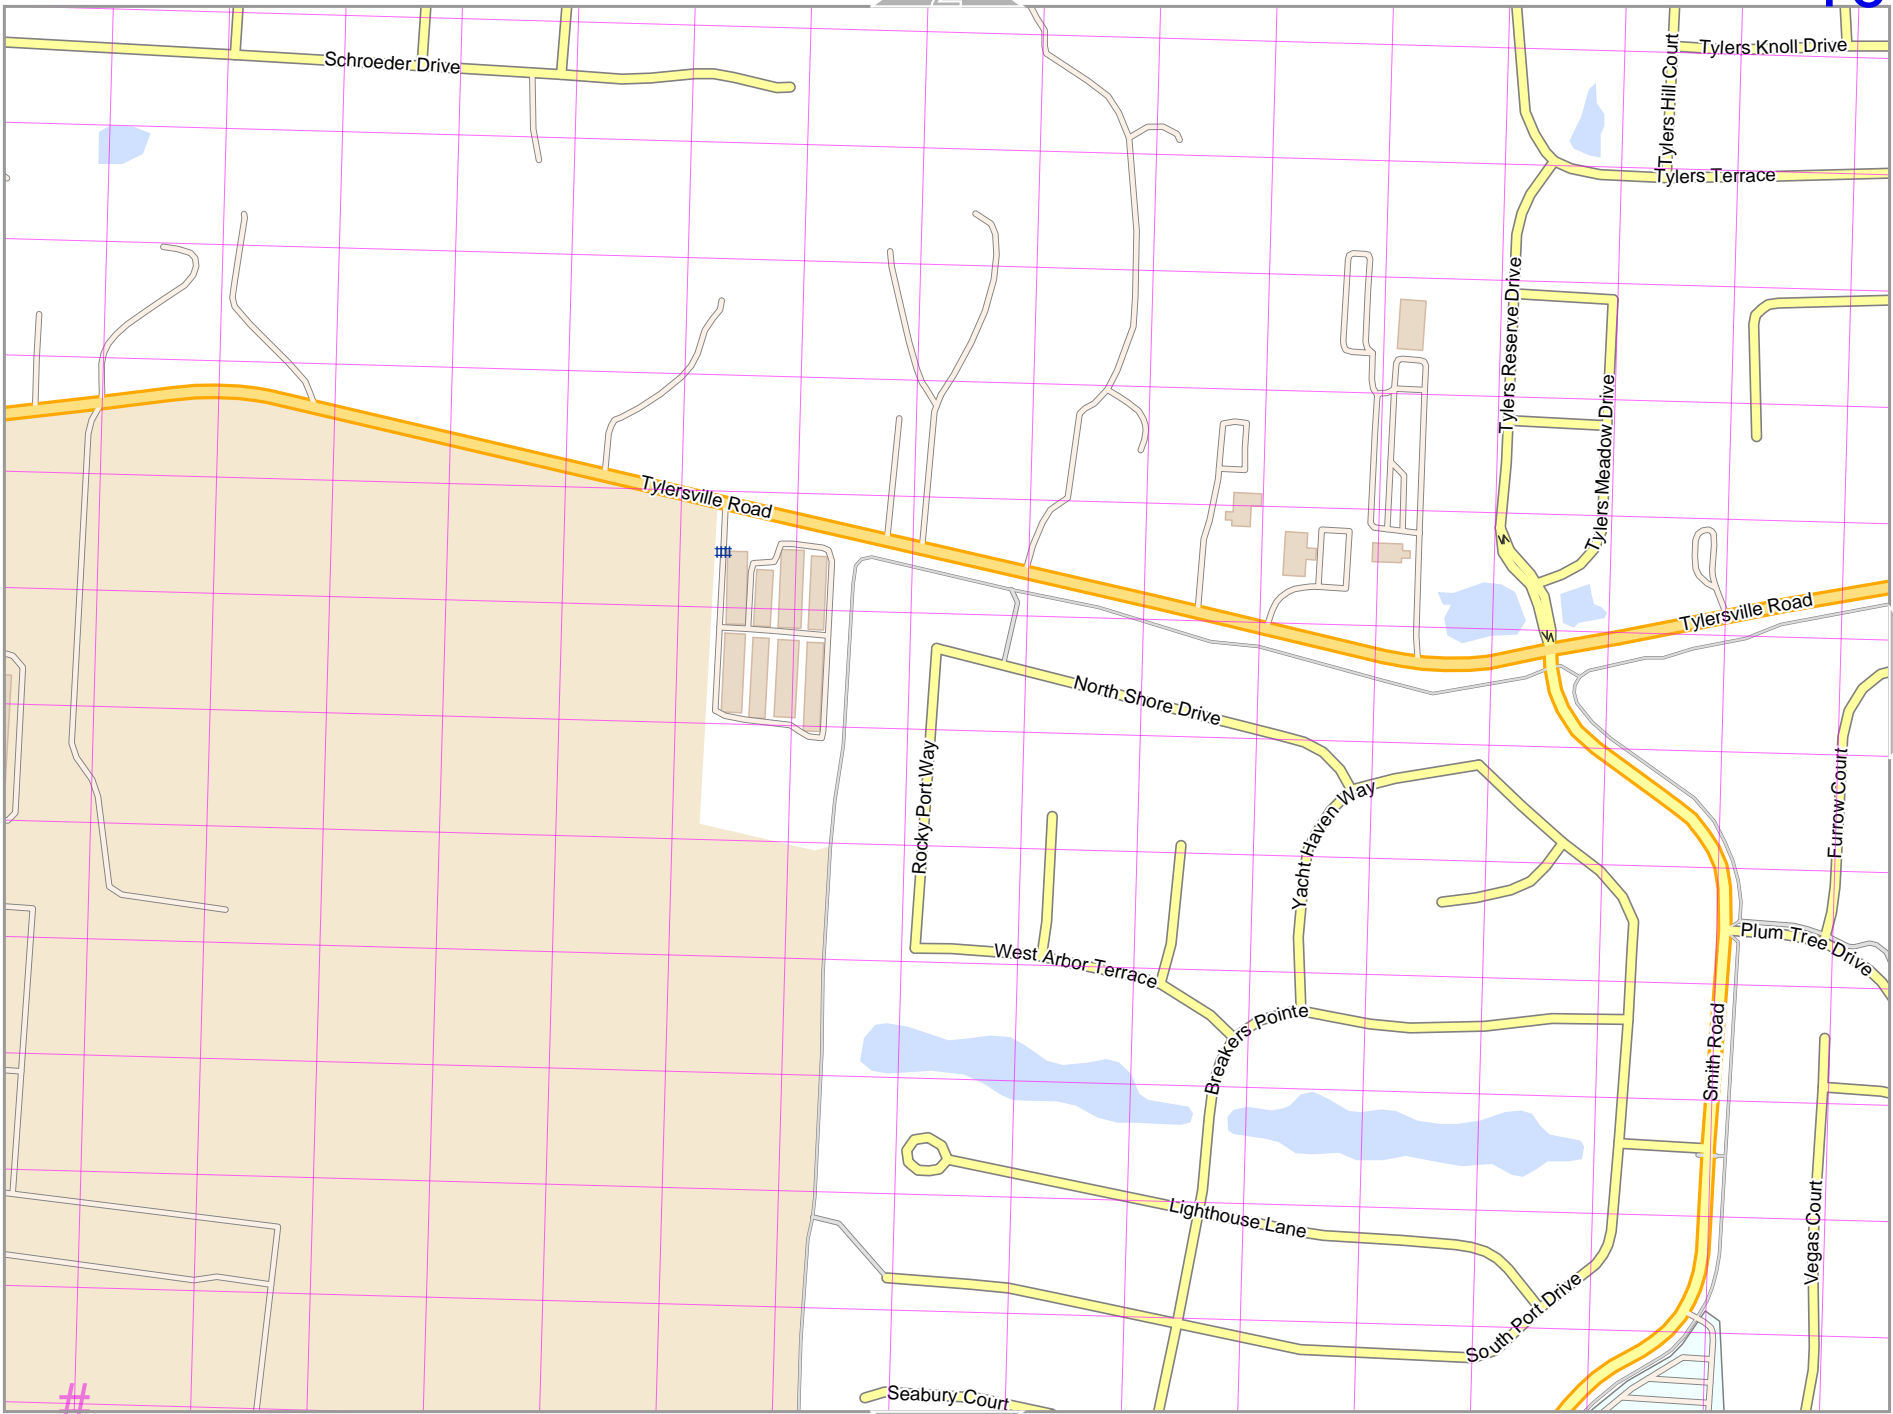 Schroeder Drive
Tylers Knoll Drive
Tylers Hill Court
Tylers Terrace
Tylers Reserve Drive
Tylers Meadow Drive
Tylersville Road
Tylersville Road
North Shore Drive
Rocky Port Way
Yacht Haven Way
Furrow Court
West Arbor Terrace
Plum Tree Drive
Breakers Pointe
Smith Road
Lighthouse Lane
Vegas Court
South Port Drive
Seabury Court
#